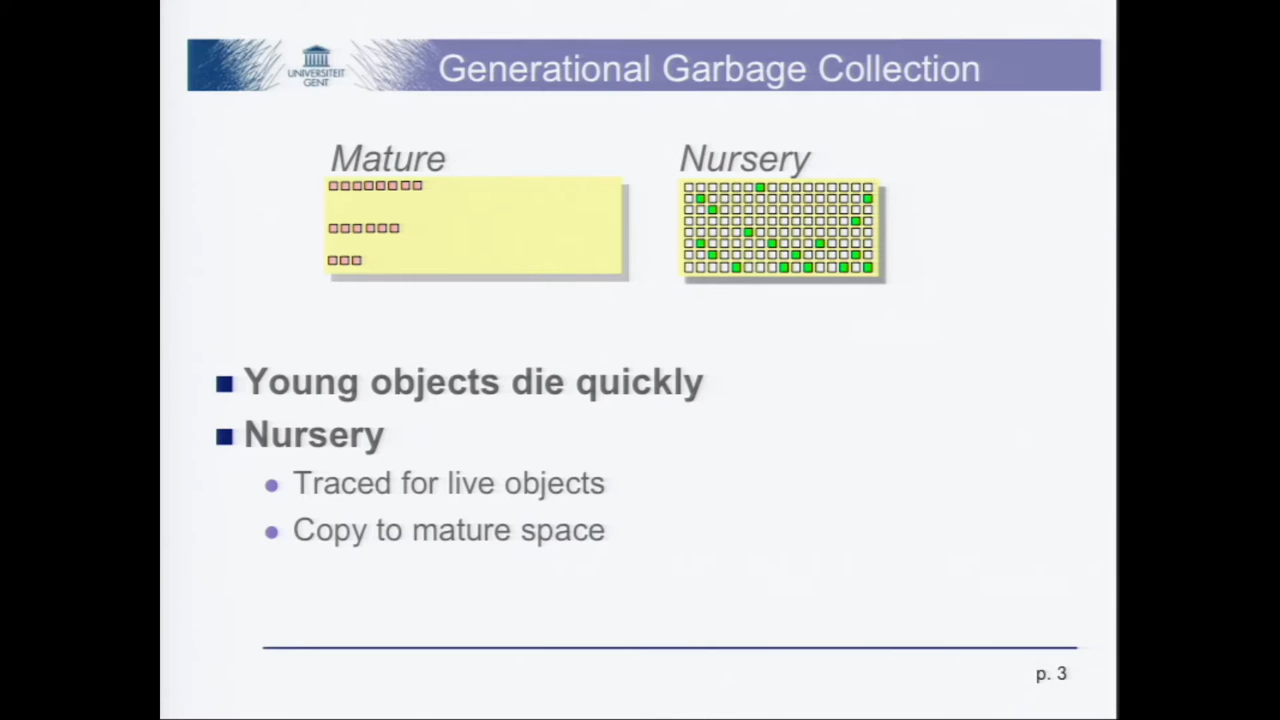 UNIVERSITEIT
GENT
Generational Garbage Collection
Mature
Nursery
Young objects die quickly
Nursery
Traced for live objects
Copy to mature space
p. 3